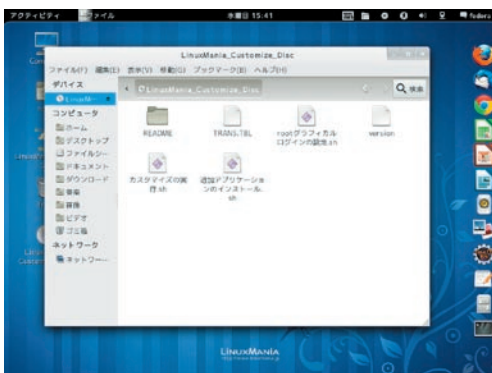 アクティビティ
ファイル
水曜日 15:41
LinuxMania_Customize_Disc
ファイル(F) 編集(E) 表示(V) 移動(G) ブックマーク(B) ヘルプ(H)
デバイス
LinuxMania_Customize_Disc
検索
コンピュータ
ホーム
デスクトップ
ファイルシ…
ドキュメント
ダウンロード
音楽
画像
ビデオ
ゴミ箱
ネットワーク
ネットワー…
README
TRANS.TBL
rootグラフィカル
ログインの設定.sh
version
カスタマイズの実
行.sh
追加アプリケーショ
ンのインストール.
sh
LINUXMANIA